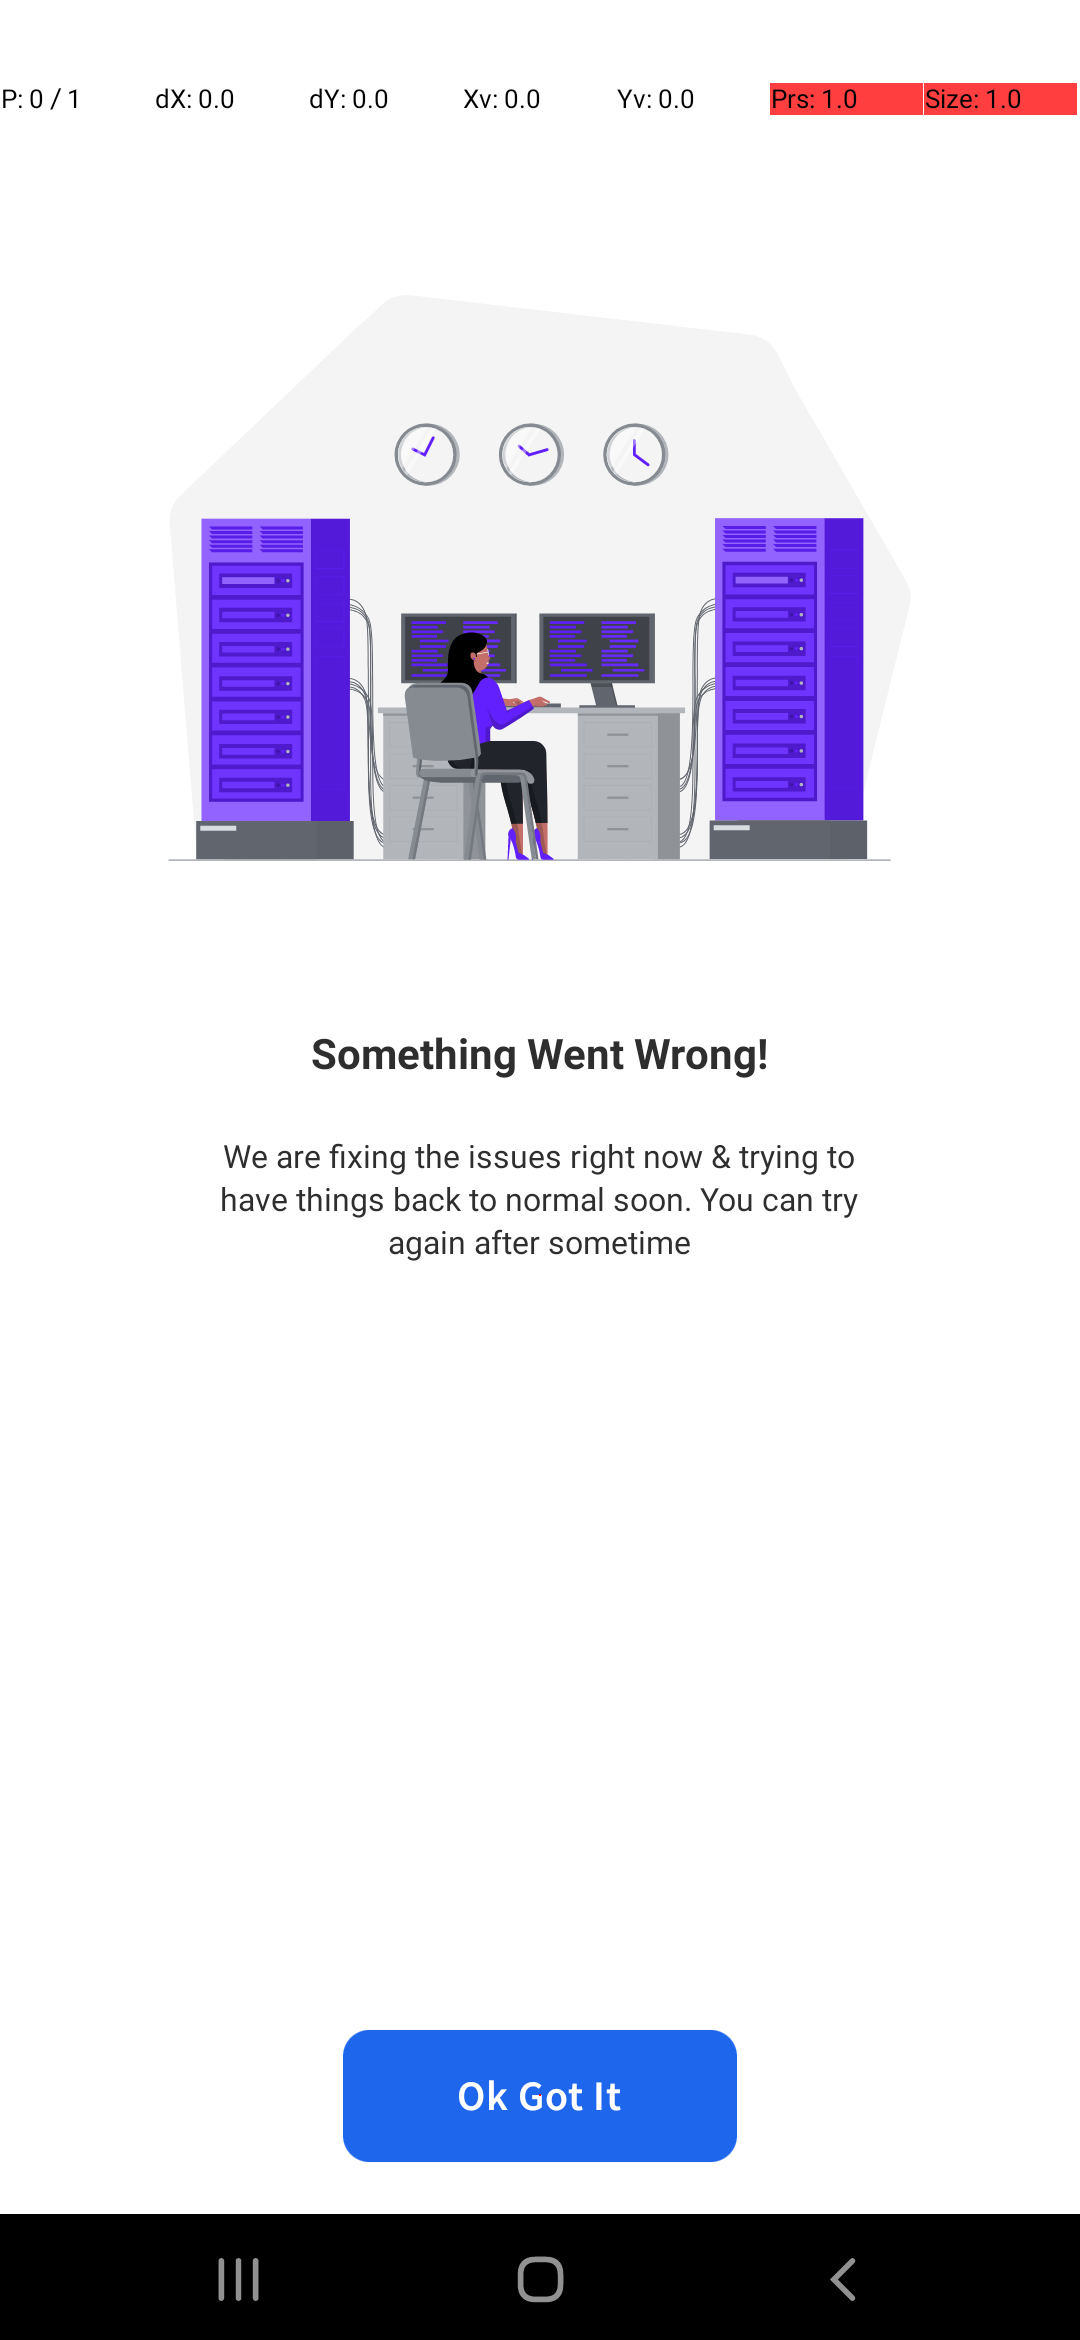 P: 0 / 1 dX: 0.0 dY: 0.0 Xv: 0.0 Yv: 0.0 Prs: 1.0 Size: 1.0
Something Went Wrong!
We are fixing the issues right now & trying to
have things back to normal soon. You can try
again after sometime
Ok Got It